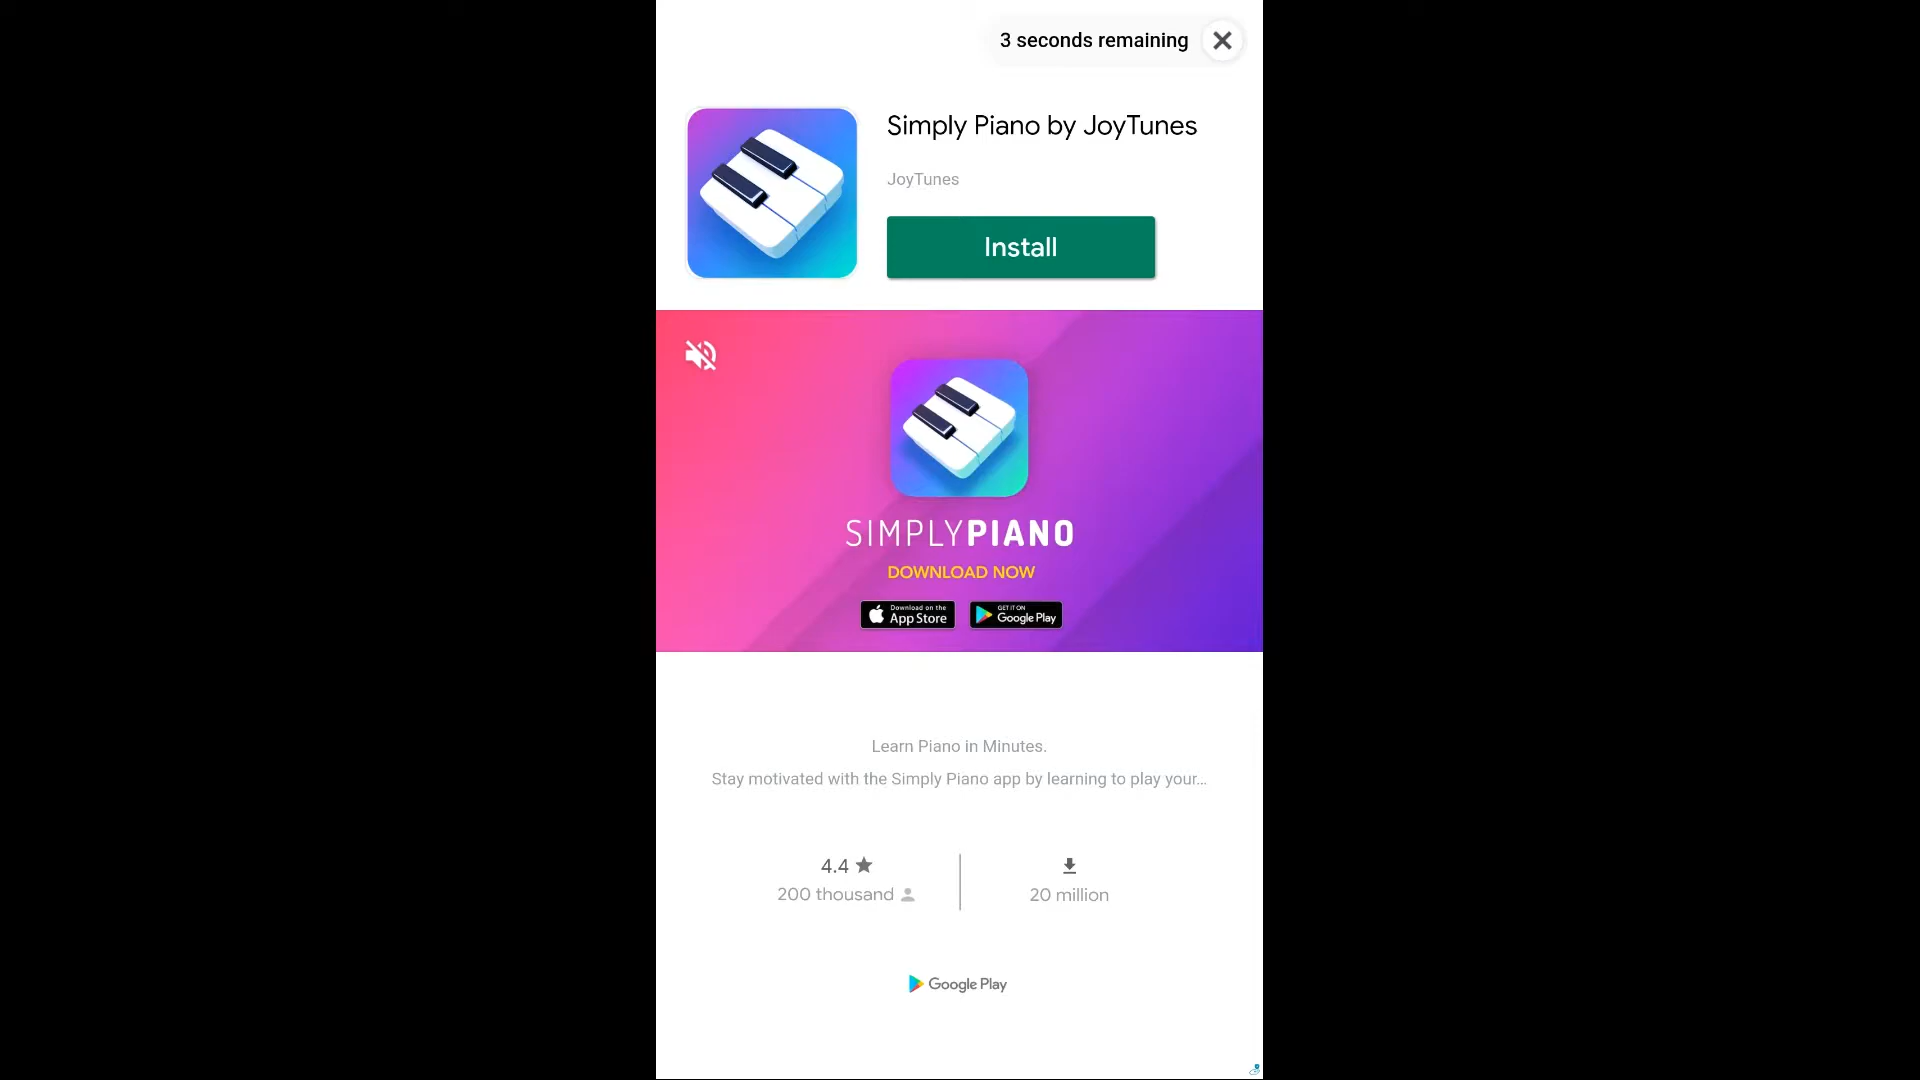 3 seconds remaining
Simply Piano by JoyTunes
JoyTunes
Install
SIMPLYPIANO
DOWNLOAD NOW
Download on the
App Store
GET IT ON
Google Play
Learn Piano in Minutes.
Stay motivated with the Simply Piano app by learning to play your...
4.4
200 thousand
20 million
Google Play